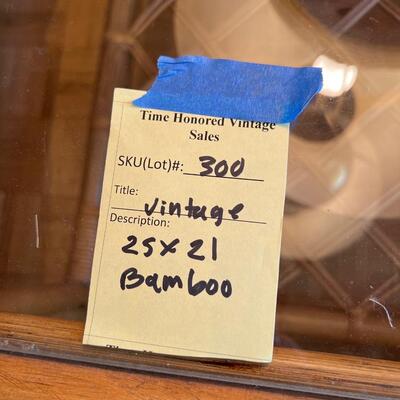 Time Honored Vintage
Sales
SKU(Lot)#: 300
Title:
vintage
Description:
25x21
Bamboo